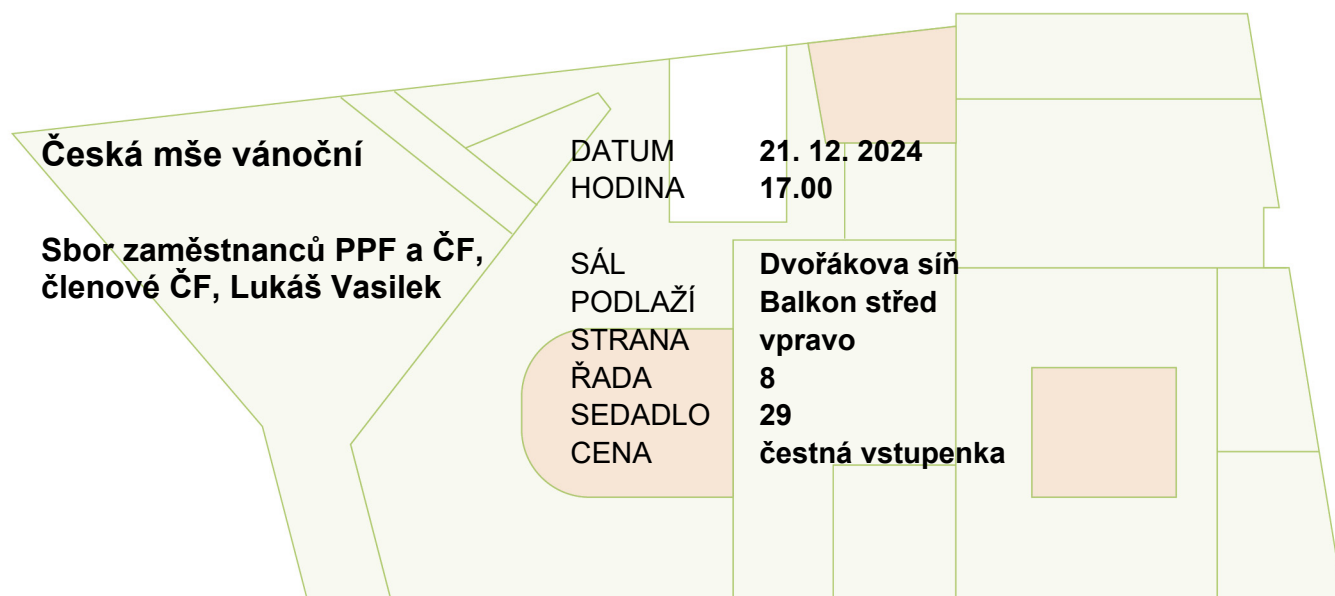 Česká mše vánoční
Sbor zaměstnanců PPF a ČF,
členové ČF, Lukáš Vasilek
DATUM 21. 12. 2024
HODINA 17.00
SÁL Dvořákova síň
PODLAŽÍ Balkon střed
STRANA vpravo
ŘADA 8
SEDADLO 29
CENA čestná vstupenka